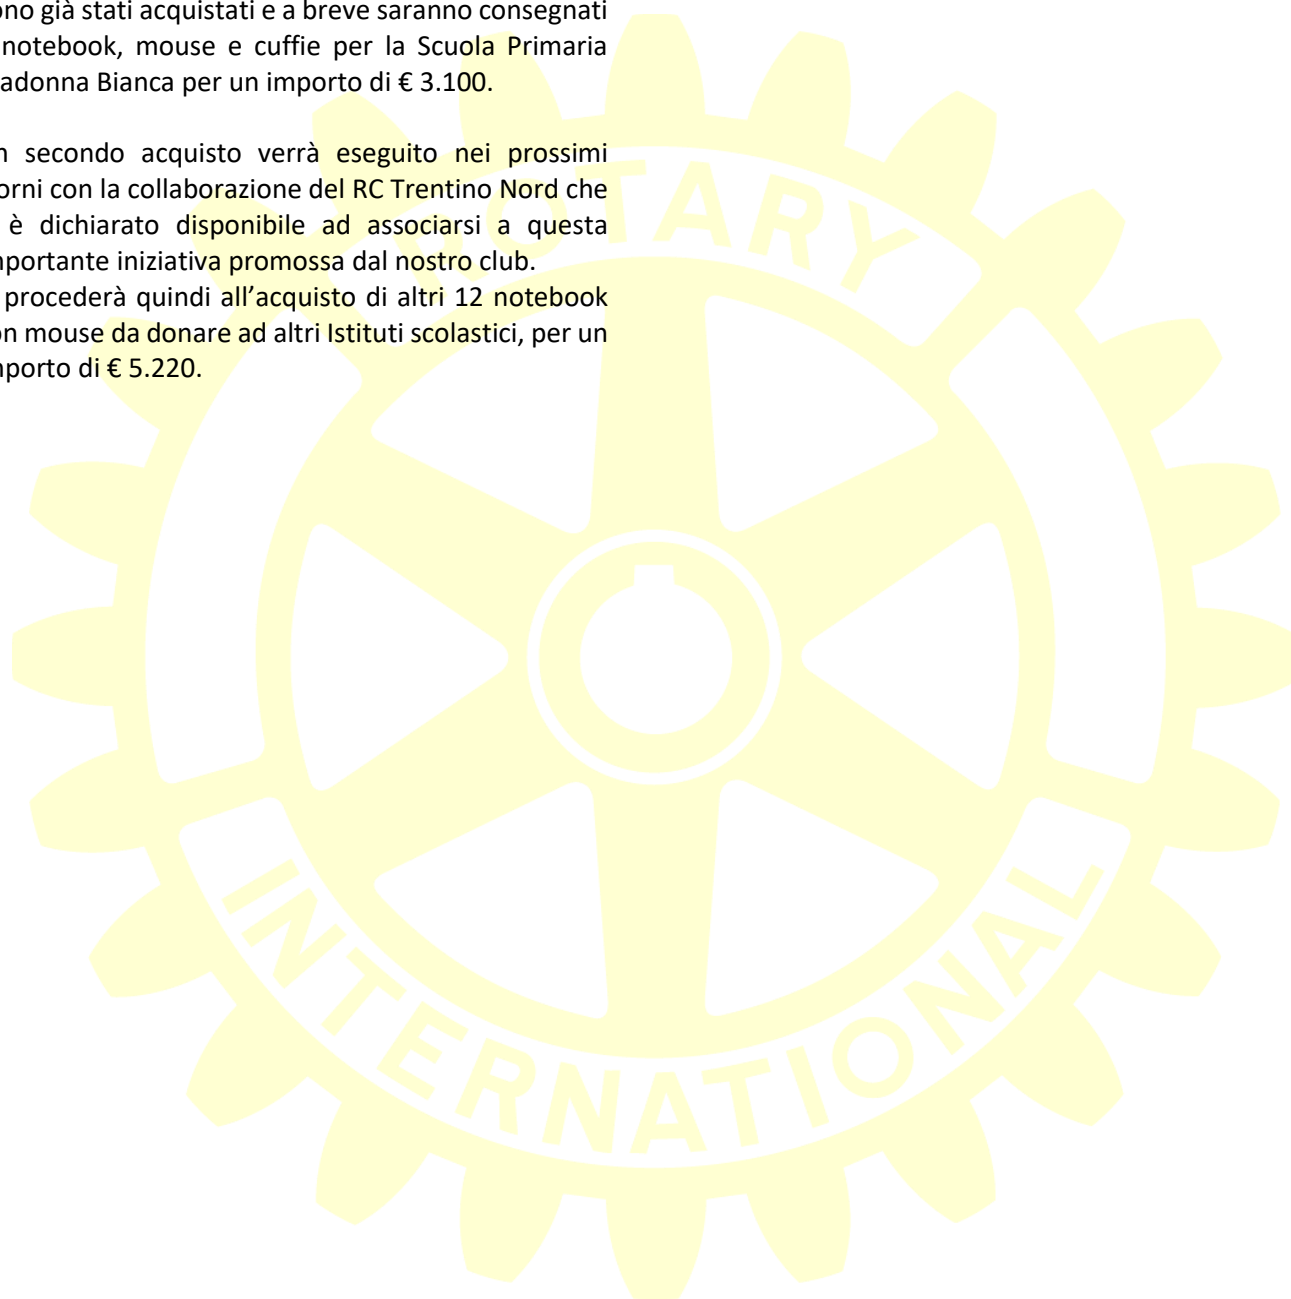 ono già stati acquistati e a breve saranno consegnati
notebook, mouse e cuffie per la Scuola Primaria
adonna Bianca per un importo di € 3.100.
n secondo acquisto verrà eseguito nei prossimi
orni con la collaborazione del RC Trentino Nord che
è dichiarato disponibile ad associarsi a questa
mportante iniziativa promossa dal nostro club.
procederà quindi all’acquisto di altri 12 notebook
on mouse da donare ad altri Istituti scolastici, per un
mporto di € 5.220.
ROTARY
INTERNATIONAL